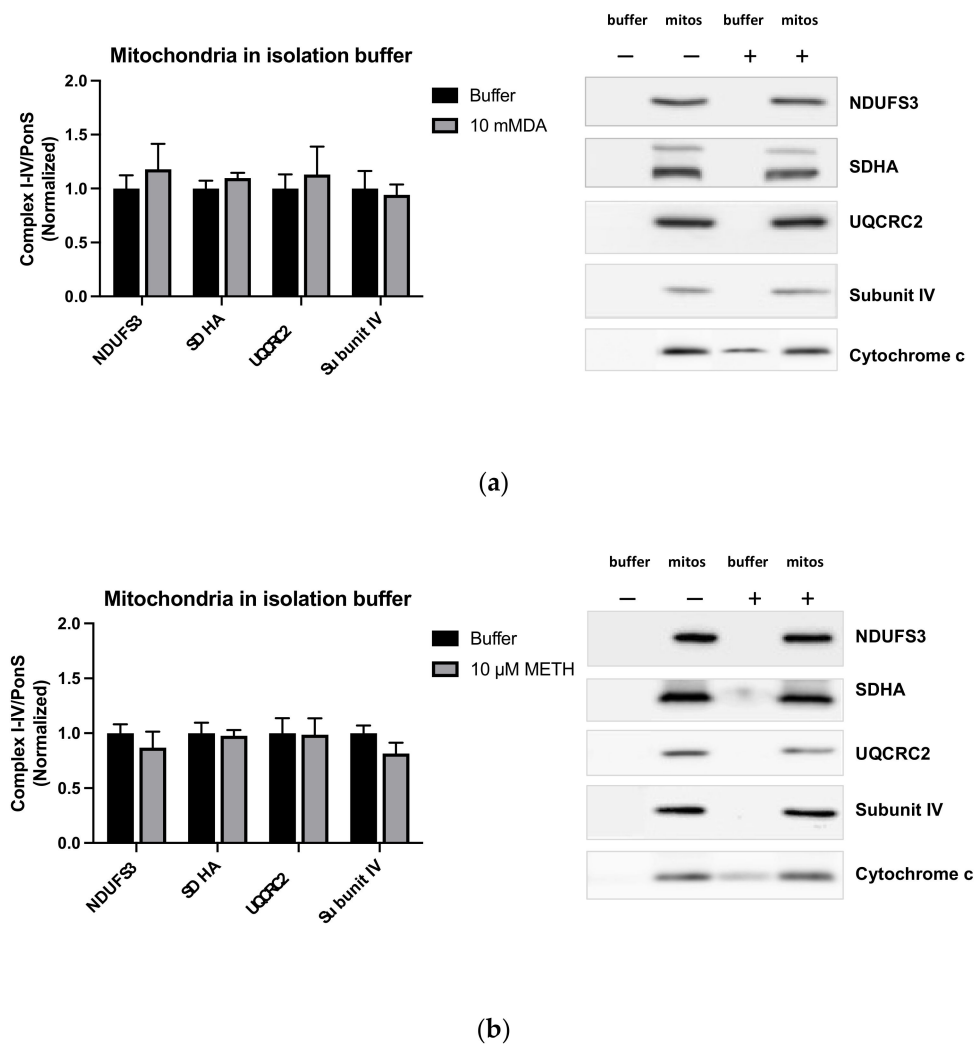 buffer mitos buffer mitos
Mitochondria in isolation buffer
– – + +
2.0
Buffer
10 mMDA
NDUFS3
1.5
Complex I-IV/PonS
(Normalized)
SDHA
1.0
UQCRC2
0.5
Subunit IV
0.0
NDUFS3 SD HA UQCRC2 Su bunit IV
Cytochrome c
(a)
buffer mitos buffer mitos
Mitochondria in isolation buffer
– – + +
2.0
Buffer
10 µM METH
NDUFS3
1.5
Complex I-IV/PonS
(Normalized)
SDHA
1.0
UQCRC2
0.5
Subunit IV
0.0
NDUFS3 SD HA UQCRC2 Su bunit IV
Cytochrome c
(b)